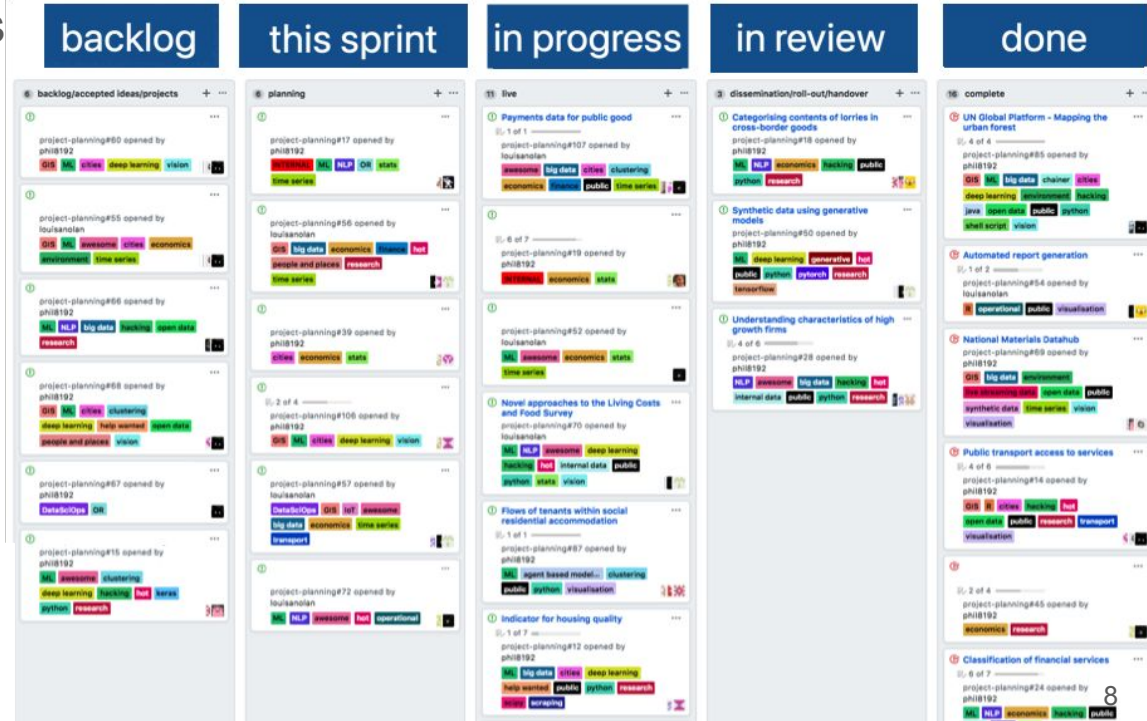 s
backlog
this sprint
in progress
in review
done
6 backlog/accepted ideas/projects
project-planning#60 opened by
phil8192
GIS ML cities deep learning vision
project-planning#55 opened by
louisanolan
GIS ML awesome cities economics
environment time series
project-planning#66 opened by
phil8192
ML NLP big data hacking open data
research
project-planning#68 opened by
phil8192
GIS ML cities clustering
deep learning help wanted open data
people and places vision
project-planning#67 opened by
phil8192
DataSciOps OR
project-planning#15 opened by
phil8192
ML awesome clustering
deep learning hacking hot keras
python research
6 planning
project-planning#17 opened by
phil8192
INTERNAL ML NLP OR stats
time series
project-planning#56 opened by
louisanolan
GIS big data economics finance hot
people and places research
time series
project-planning#39 opened by
phil8192
cities economics stats
2 of 4
project-planning#106 opened by
phil8192
GIS ML cities deep learning vision
project-planning#57 opened by
louisanolan
DataSciOps GIS IoT awesome
big data economics time series
transport
project-planning#72 opened by
louisanolan
ML NLP awesome hot operational
11 live
Payments data for public good
1 of 1
project-planning#107 opened by
louisanolan
awesome big data cities clustering
economics finance public time series
6 of 7
project-planning#19 opened by
phil8192
INTERNAL economics stats
project-planning#52 opened by
phil8192
ML awesome economics stats
time series
Novel approaches to the Living Costs
and Food Survey
project-planning#70 opened by
louisanolan
ML NLP awesome deep learning
hacking hot internal data public
python stats vision
Flows of tenants within social
residential accommodation
1 of 1
project-planning#87 opened by
phil8192
ML agent based model... clustering
public python visualisation
Indicator for housing quality
1 of 7
project-planning#12 opened by
phil8192
ML big data cities deep learning
help wanted public python research
scipy scraping
3 dissemination/roll-out/handover
Categorising contents of lorries in
cross-border goods
project-planning#18 opened by
phil8192
ML NLP economics hacking public
python research
Synthetic data using generative
models
project-planning#50 opened by
phil8192
ML deep learning generative hot
public python pytorch research
tensorflow
Understanding characteristics of high
growth firms
4 of 6
project-planning#28 opened by
phil8192
NLP awesome big data hacking hot
internal data public python research
16 complete
UN Global Platform - Mapping the
urban forest
4 of 4
project-planning#85 opened by
phil8192
GIS ML big data chainer cities
deep learning environment hacking
java open data public python
shell script vision
Automated report generation
1 of 2
project-planning#54 opened by
louisanolan
R operational public visualisation
National Materials Datahub
project-planning#69 opened by
phil8192
GIS big data environment
live streaming data open data public
synthetic data time series vision
visualisation
Public transport access to services
4 of 6
project-planning#14 opened by
phil8192
GIS R cities hacking hot
open data public research transport
visualisation
2 of 4
project-planning#45 opened by
phil8192
economics research
Classification of financial services
6 of 7
project-planning#24 opened by
phil8192
ML NLP economics hacking public
8